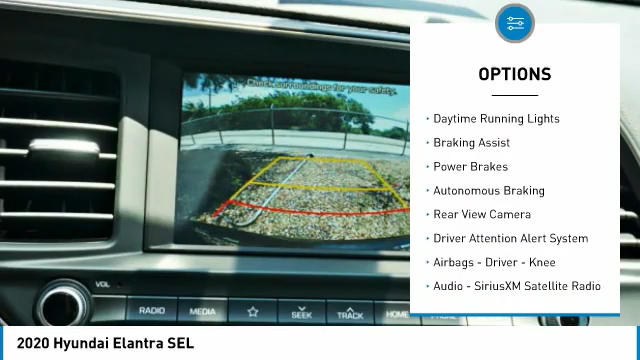 Check surroundings for your safety.
OPTIONS
• Daytime Running Lights
• Braking Assist
• Power Brakes
• Autonomous Braking
• Rear View Camera
• Driver Attention Alert System
• Airbags - Driver - Knee
• Audio - SiriusXM Satellite Radio
VOL
RADIO MEDIA SEEK TRACK HOME
2020 Hyundai Elantra SEL